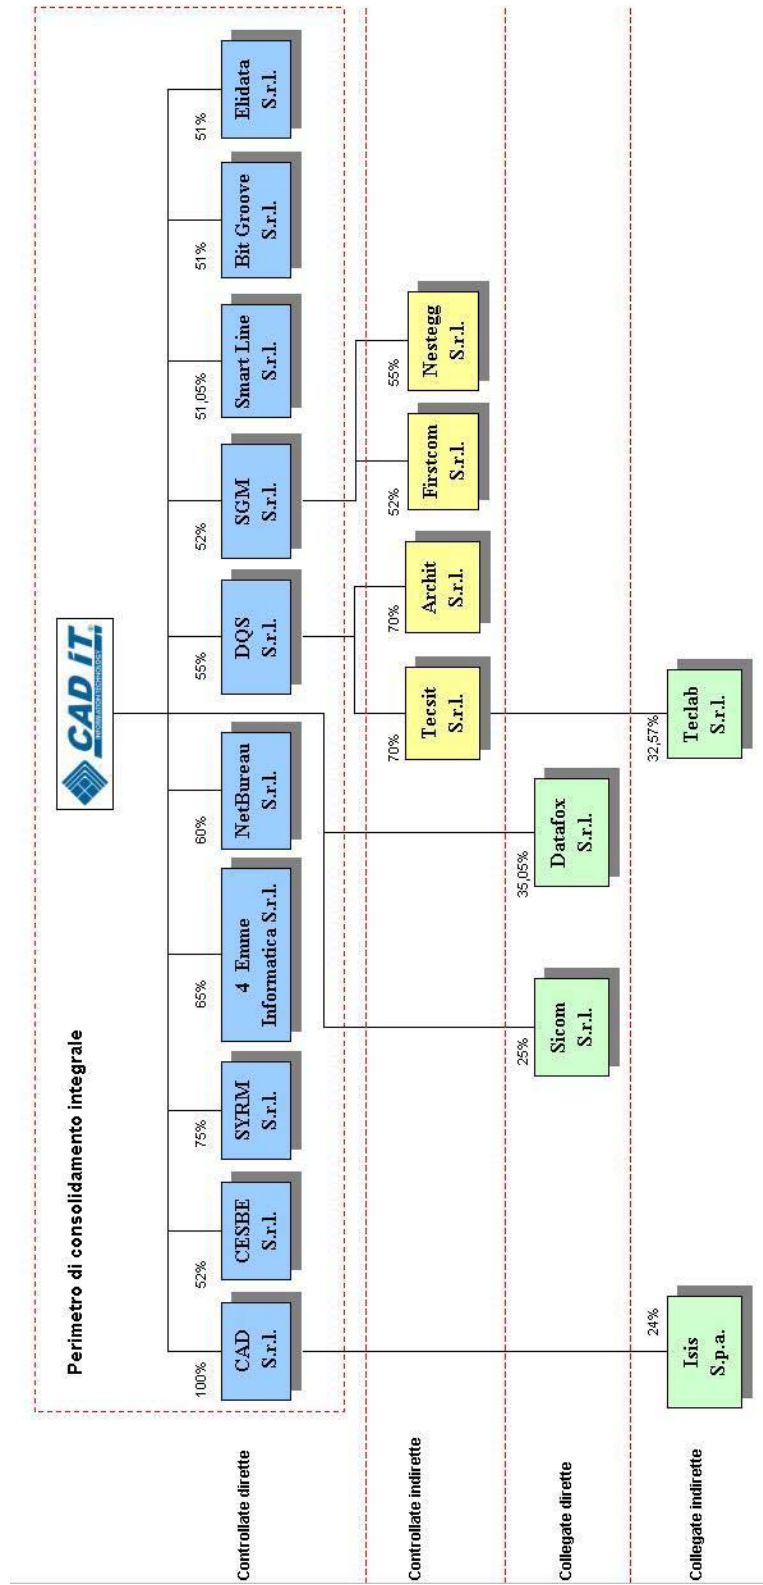 CAD iT
INFORMATION TECHNOLOGY
Perimetro di consolidamento integrale
Controllate dirette
100%
CAD
S.r.l.
52%
CESBE
S.r.l.
75%
SYRM
S.r.l.
65%
4 Emme
Informatica S.r.l.
60%
NetBureau
S.r.l.
55%
DQS
S.r.l.
52%
SGM
S.r.l.
51,05%
Smart Line
S.r.l.
51%
Bit Groove
S.r.l.
51%
Elidata
S.r.l.
Controllate indirette
70%
Tecsit
S.r.l.
70%
Archit
S.r.l.
52%
Firstcom
S.r.l.
55%
Nestegg
S.r.l.
Collegate dirette
25%
Sicom
S.r.l.
35,05%
Datafox
S.r.l.
Collegate indirette
24%
Isis
S.p.a.
32,57%
Teclab
S.r.l.